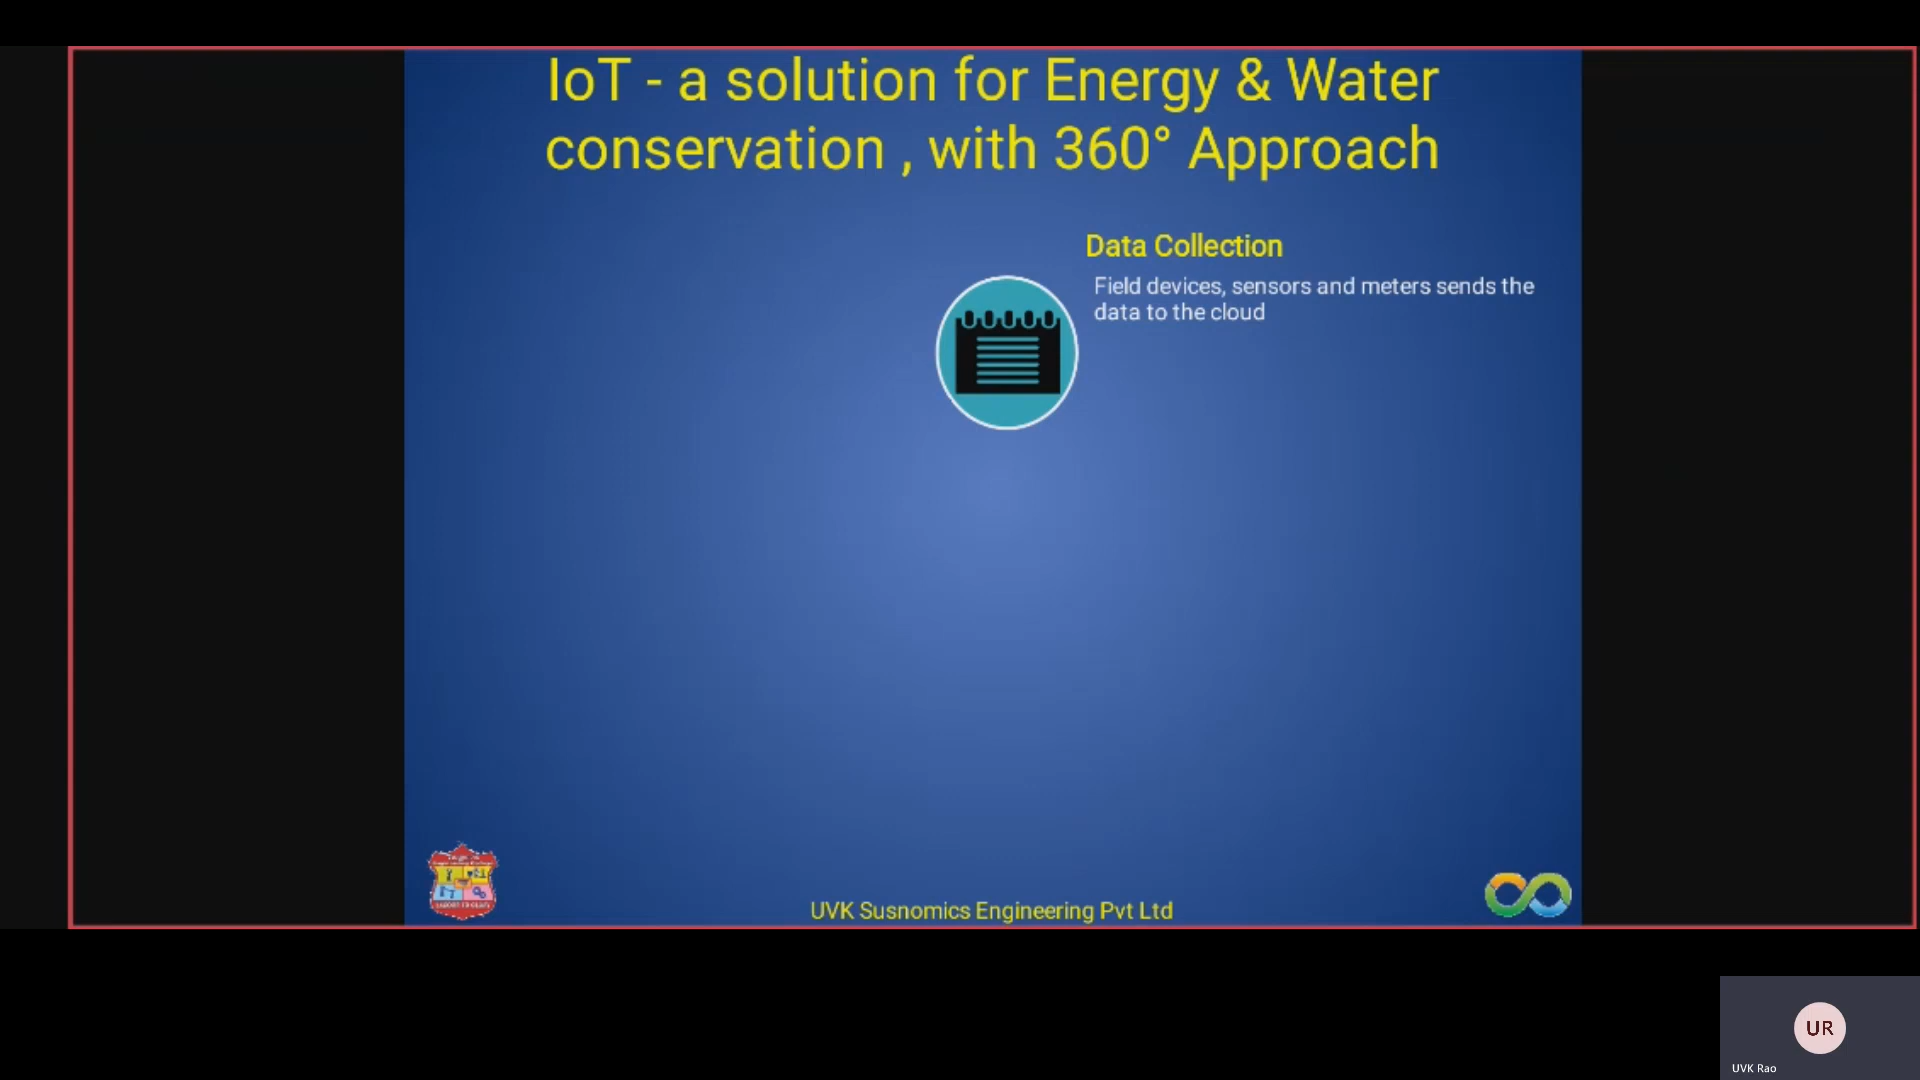 IoT - a solution for Energy & Water
conservation , with 360° Approach
Data Collection
Field devices, sensors and meters sends the
data to the cloud
UVK Susnomics Engineering Pvt Ltd
UR
UVK Rao